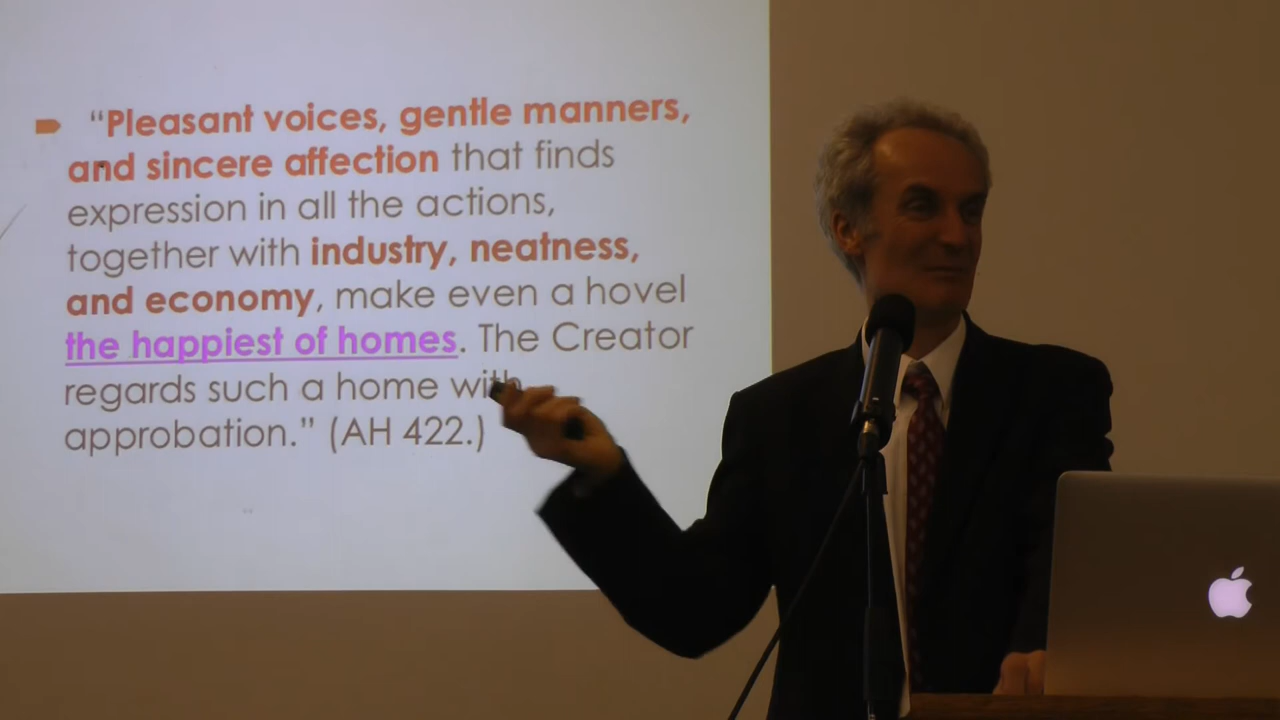 “Pleasant voices, gentle manners,
and sincere affection that finds
expression in all the actions,
together with industry, neatness,
and economy, make even a hovel
the happiest of homes. The Creator
regards such a home with
approbation.” (AH 422.)